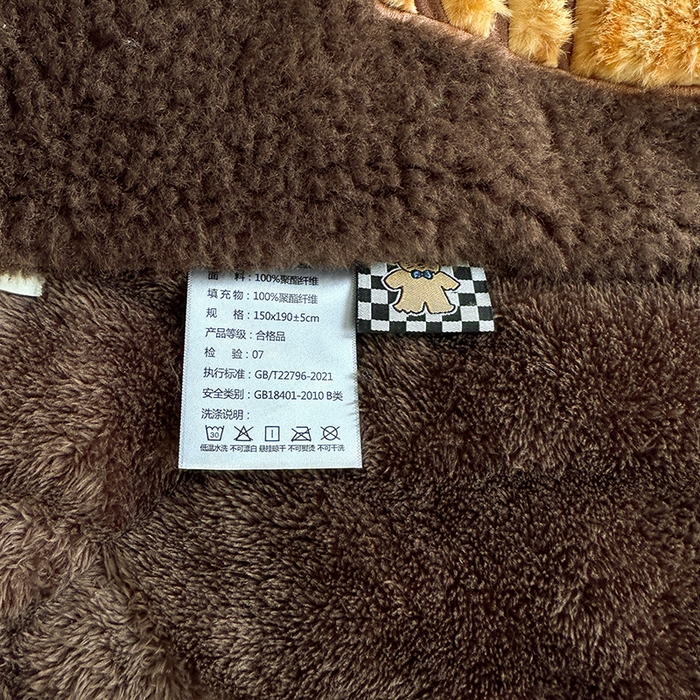 面 料：100%聚酯纤维
填充物：100%聚酯纤维
规 格：150x190±5cm
产品等级：合格品
检 验：07
执行标准：GB/T22796-2021
安全类别：GB18401-2010 B类
洗涤说明：
30
低温水洗 不可漂白 悬挂晾干 不可熨烫 不可干洗